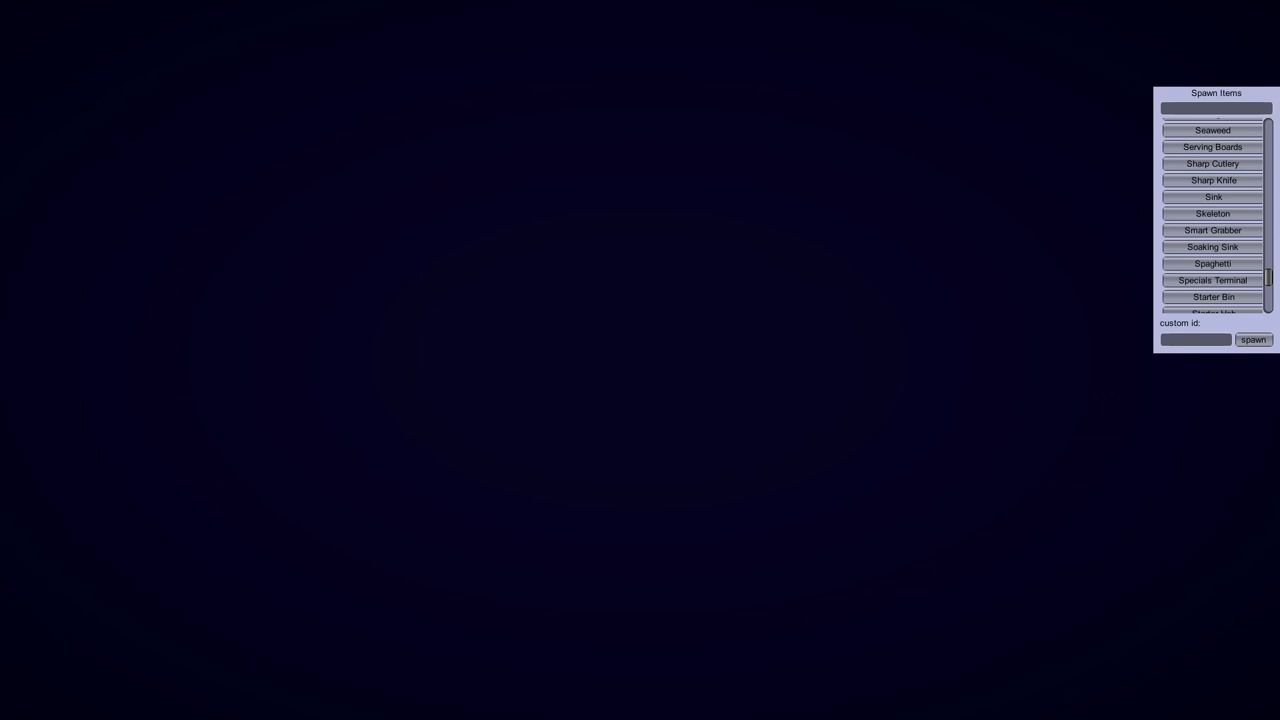 Spawn Items
Seaweed
Serving Boards
Sharp Cutlery
Sharp Knife
Sink
Skeleton
Smart Grabber
Soaking Sink
Spaghetti
Specials Terminal
Starter Bin
custom id:
spawn